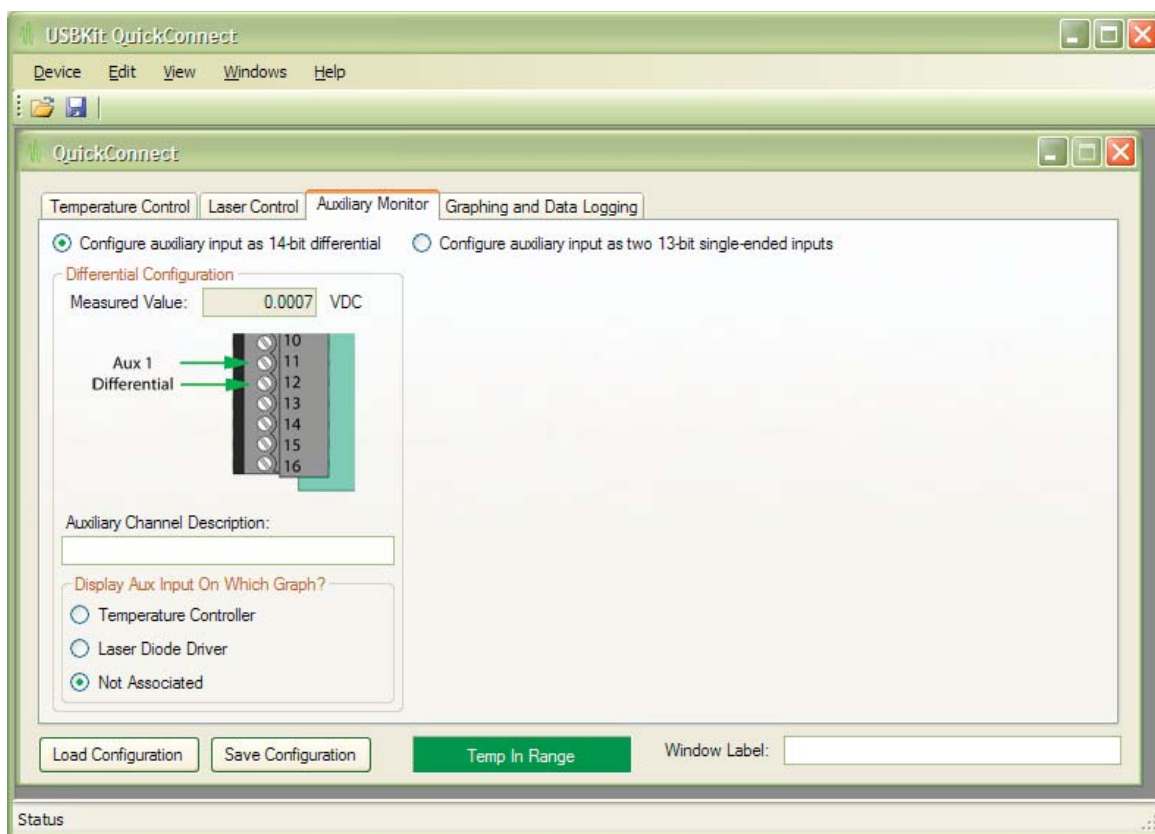 USBKit QuickConnect
Device Edit View Windows Help
QuickConnect
Temperature Control Laser Control Auxiliary Monitor Graphing and Data Logging
Configure auxiliary input as 14-bit differential Configure auxiliary input as two 13-bit single-ended inputs
Differential Configuration
Measured Value: 0.0007 VDC
10
Aux 1 11
Differential 12
13
14
15
16
Auxiliary Channel Description:
Display Aux Input On Which Graph?
Temperature Controller
Laser Diode Driver
Not Associated
Load Configuration Save Configuration Temp In Range Window Label:
Status